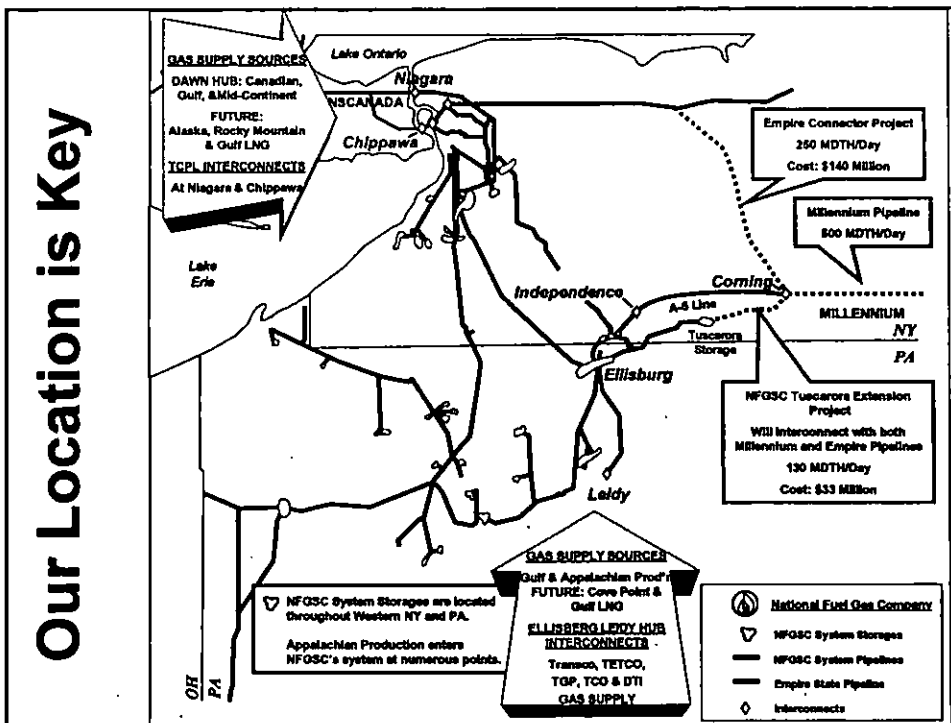 Our Location is Key
GAS SUPPLY SOURCES
DAWN HUB: Canadian,
Gulf, &Mid-Continent
FUTURE:
Alaska, Rocky Mountain
& Gulf LNG
TCPL INTERCONNECTS
At Niagara & Chippawa
Lake Ontario
Niagara
NSCANADA
Chippawa
Empire Connector Project
250 MDTH/Day
Cost: $140 Million
Millennium Pipeline
500 MDTH/Day
Lake
Erie
Independence
Corning
A-5 Line
MILLENNIUM
NY
PA
Tuscarora
Storage
Ellisburg
NFGSC Tuscarora Extension
Project
Will Interconnect with both
Millennium and Empire Pipelines
130 MDTH/Day
Cost: $33 Million
Leidy
GAS SUPPLY SOURCES
Gulf & Appalachian Prod'n
FUTURE: Cove Point &
Gulf LNG
ELLISBERG LEIDY HUB
INTERCONNECTS
Transco, TETCO,
TGP, TCO & DTI
GAS SUPPLY
NFGSC System Storages are located
throughout Western NY and PA.
Appalachian Production enters
NFGSC's system at numerous points.
OH
PA
National Fuel Gas Company
NFGSC System Storages
NFGSC System Pipelines
Empire State Pipeline
Interconnects